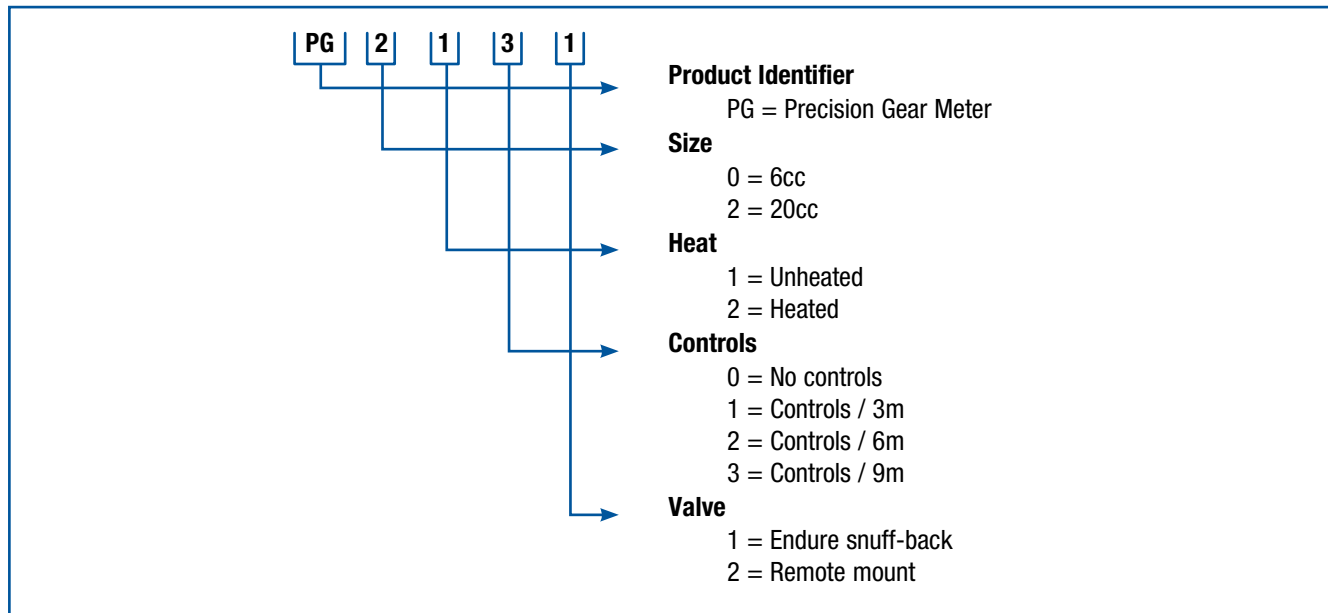 PG 2 1 3 1
Product Identifier
PG = Precision Gear Meter
Size
0 = 6cc
2 = 20cc
Heat
1 = Unheated
2 = Heated
Controls
0 = No controls
1 = Controls / 3m
2 = Controls / 6m
3 = Controls / 9m
Valve
1 = Endure snuff-back
2 = Remote mount